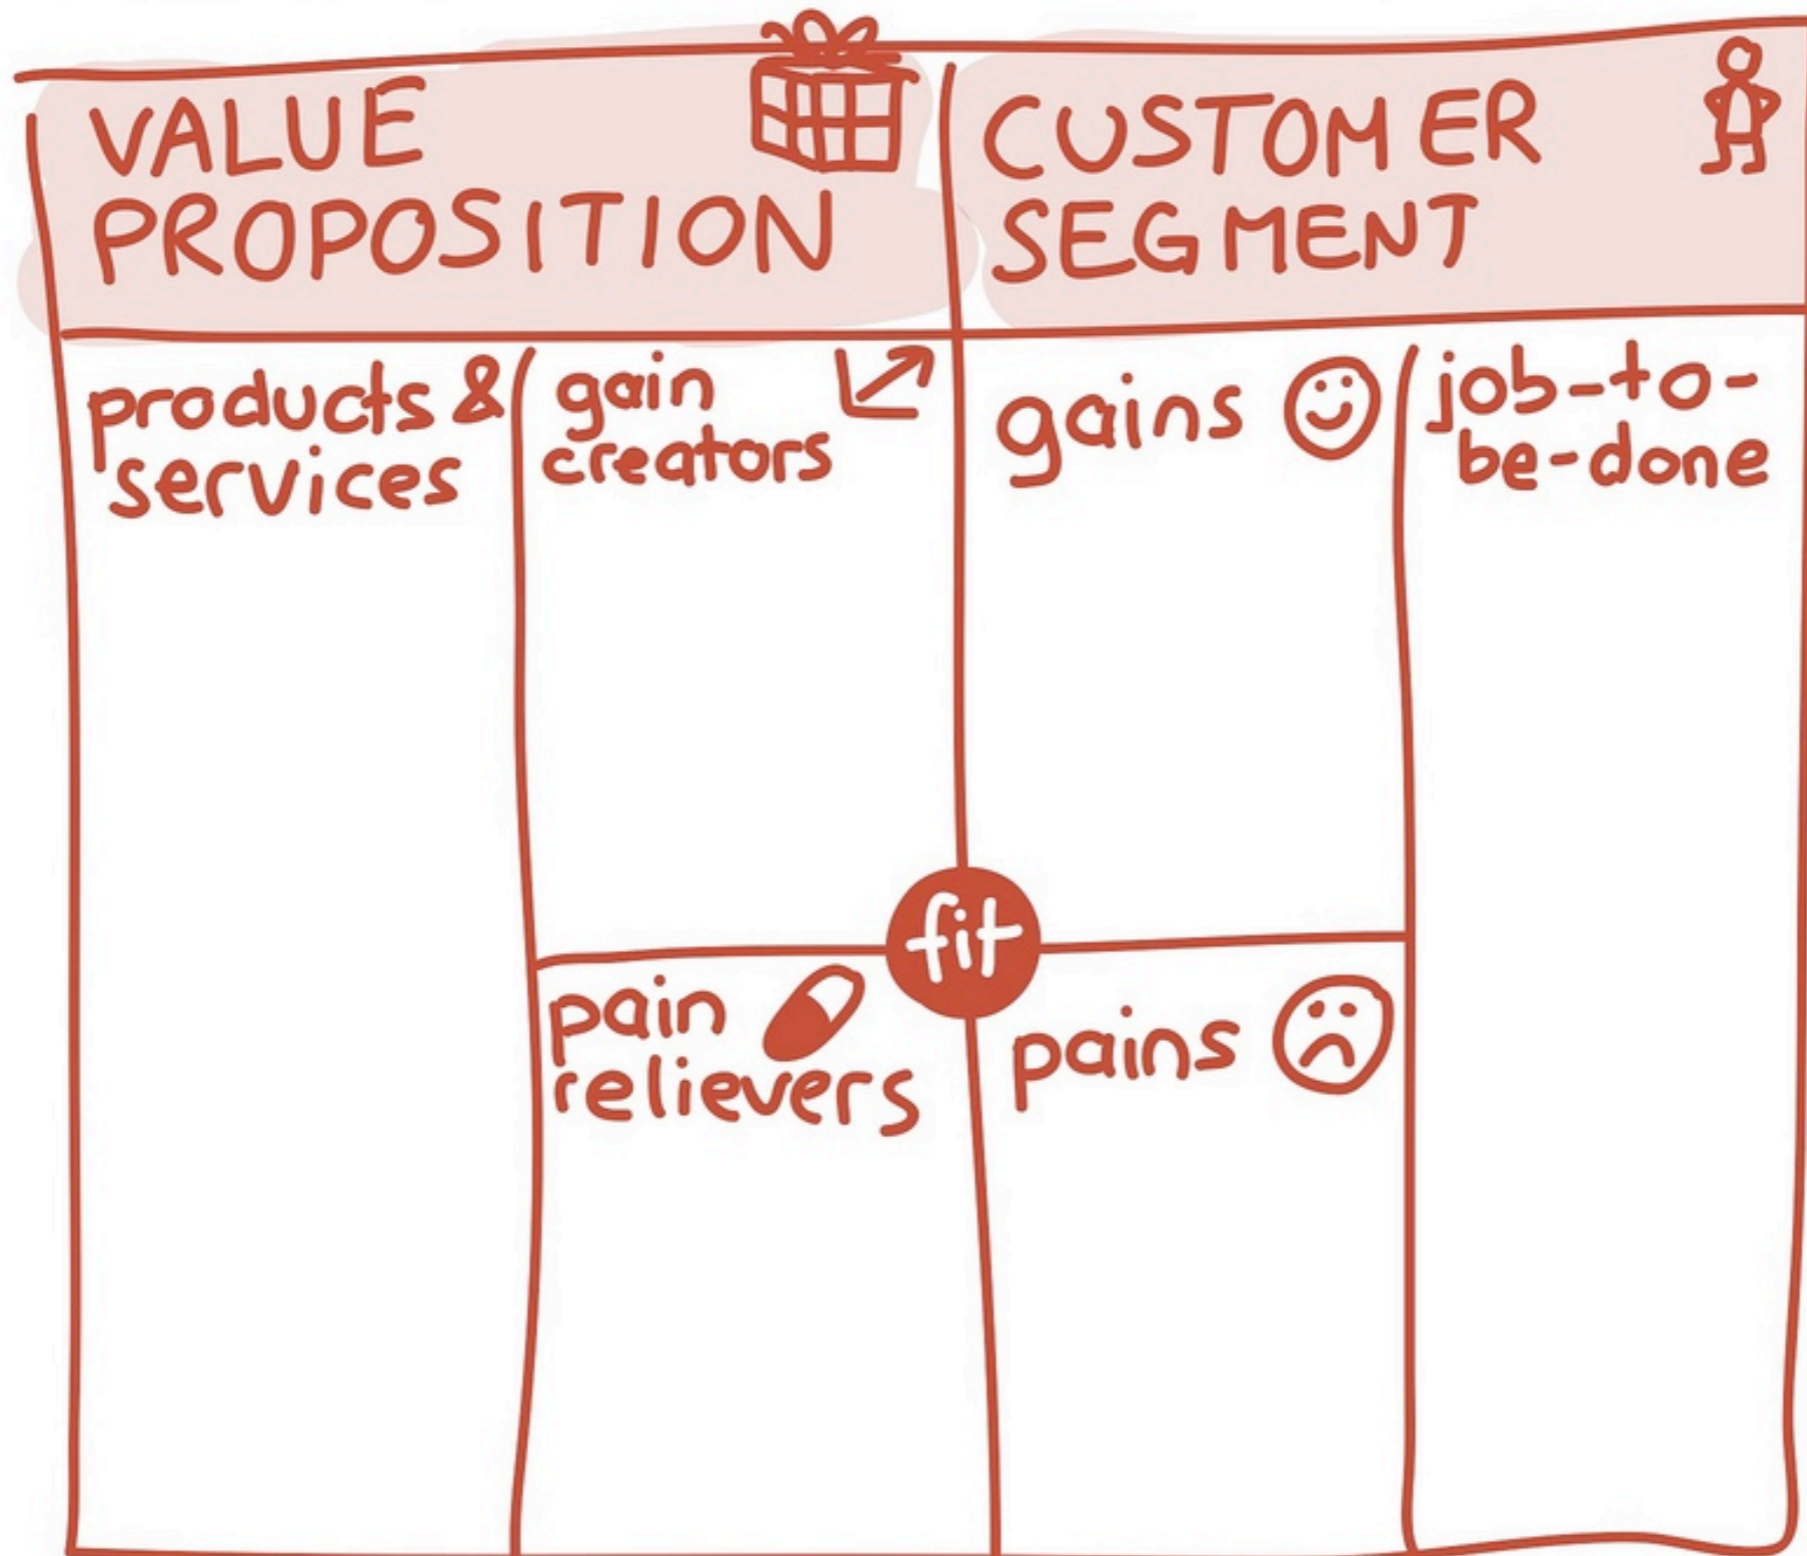 VALUE
PROPOSITION
CUSTOMER
SEGMENT
products &
services
gain
creators
gains
job-to-
be-done
fit
pain
relievers
pains